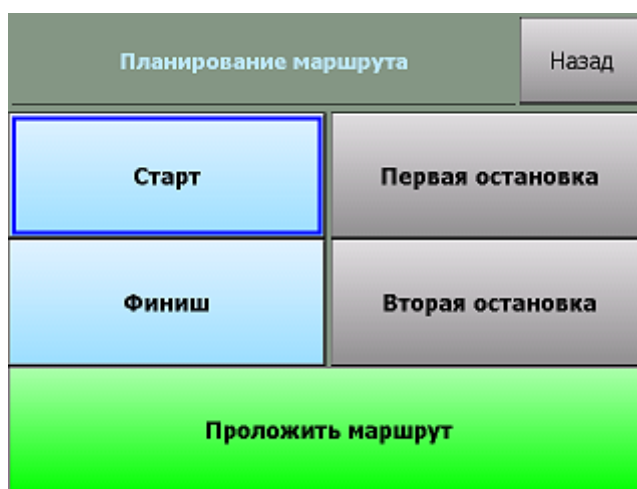 Планирование маршрута
Назад
Старт
Первая остановка
Финиш
Вторая остановка
Проложить маршрут